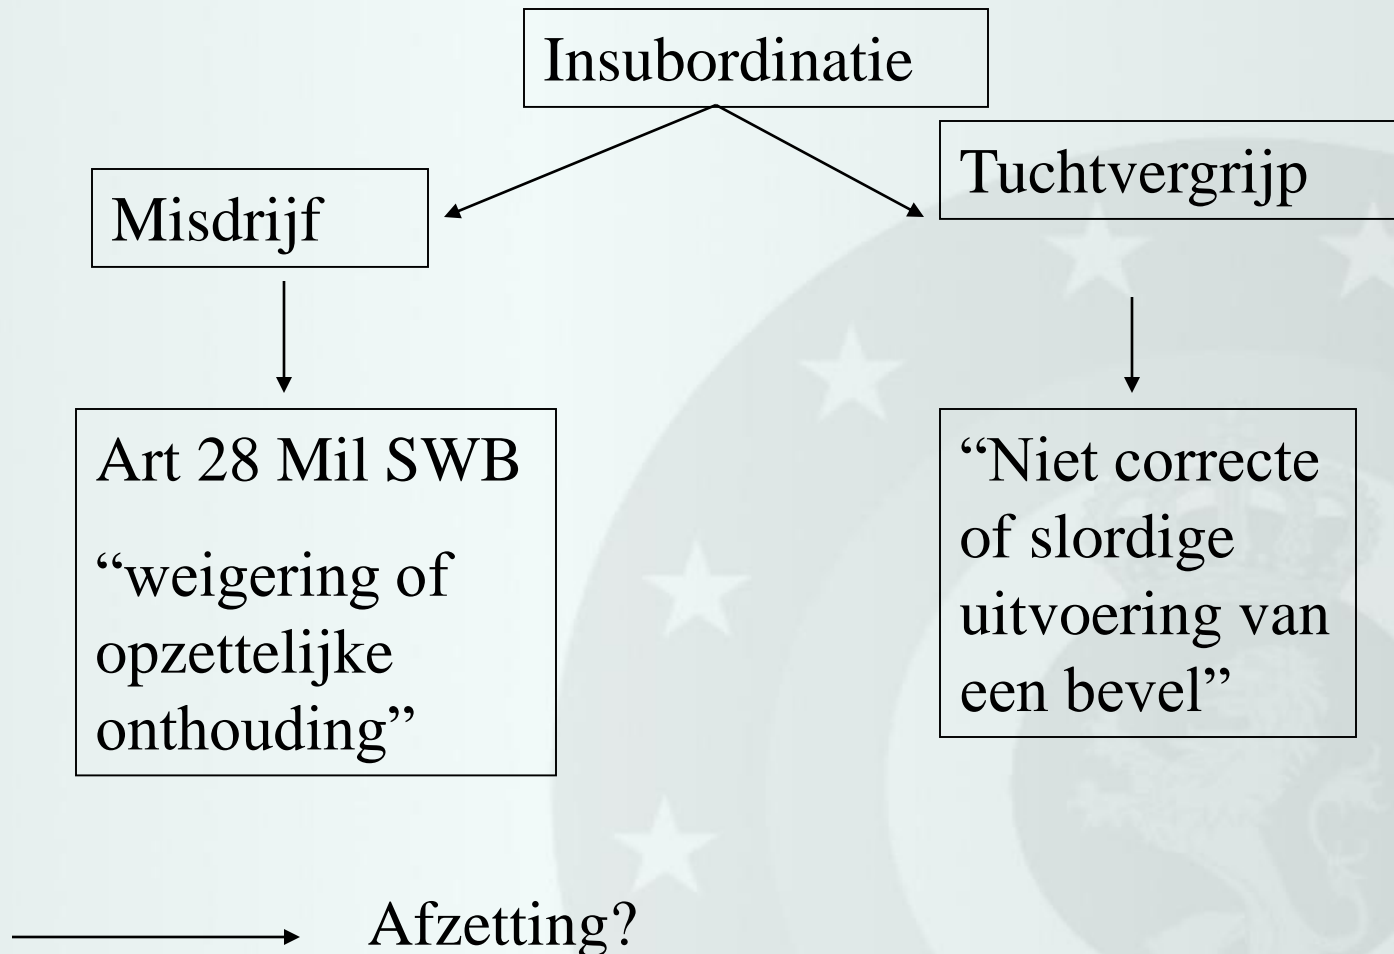 Insubordinatie
Misdrijf
Tuchtvergrijp
Art 28 Mil SWB
“weigering of
opzettelijke
onthouding”
“Niet correcte
of slordige
uitvoering van
een bevel”
Afzetting?